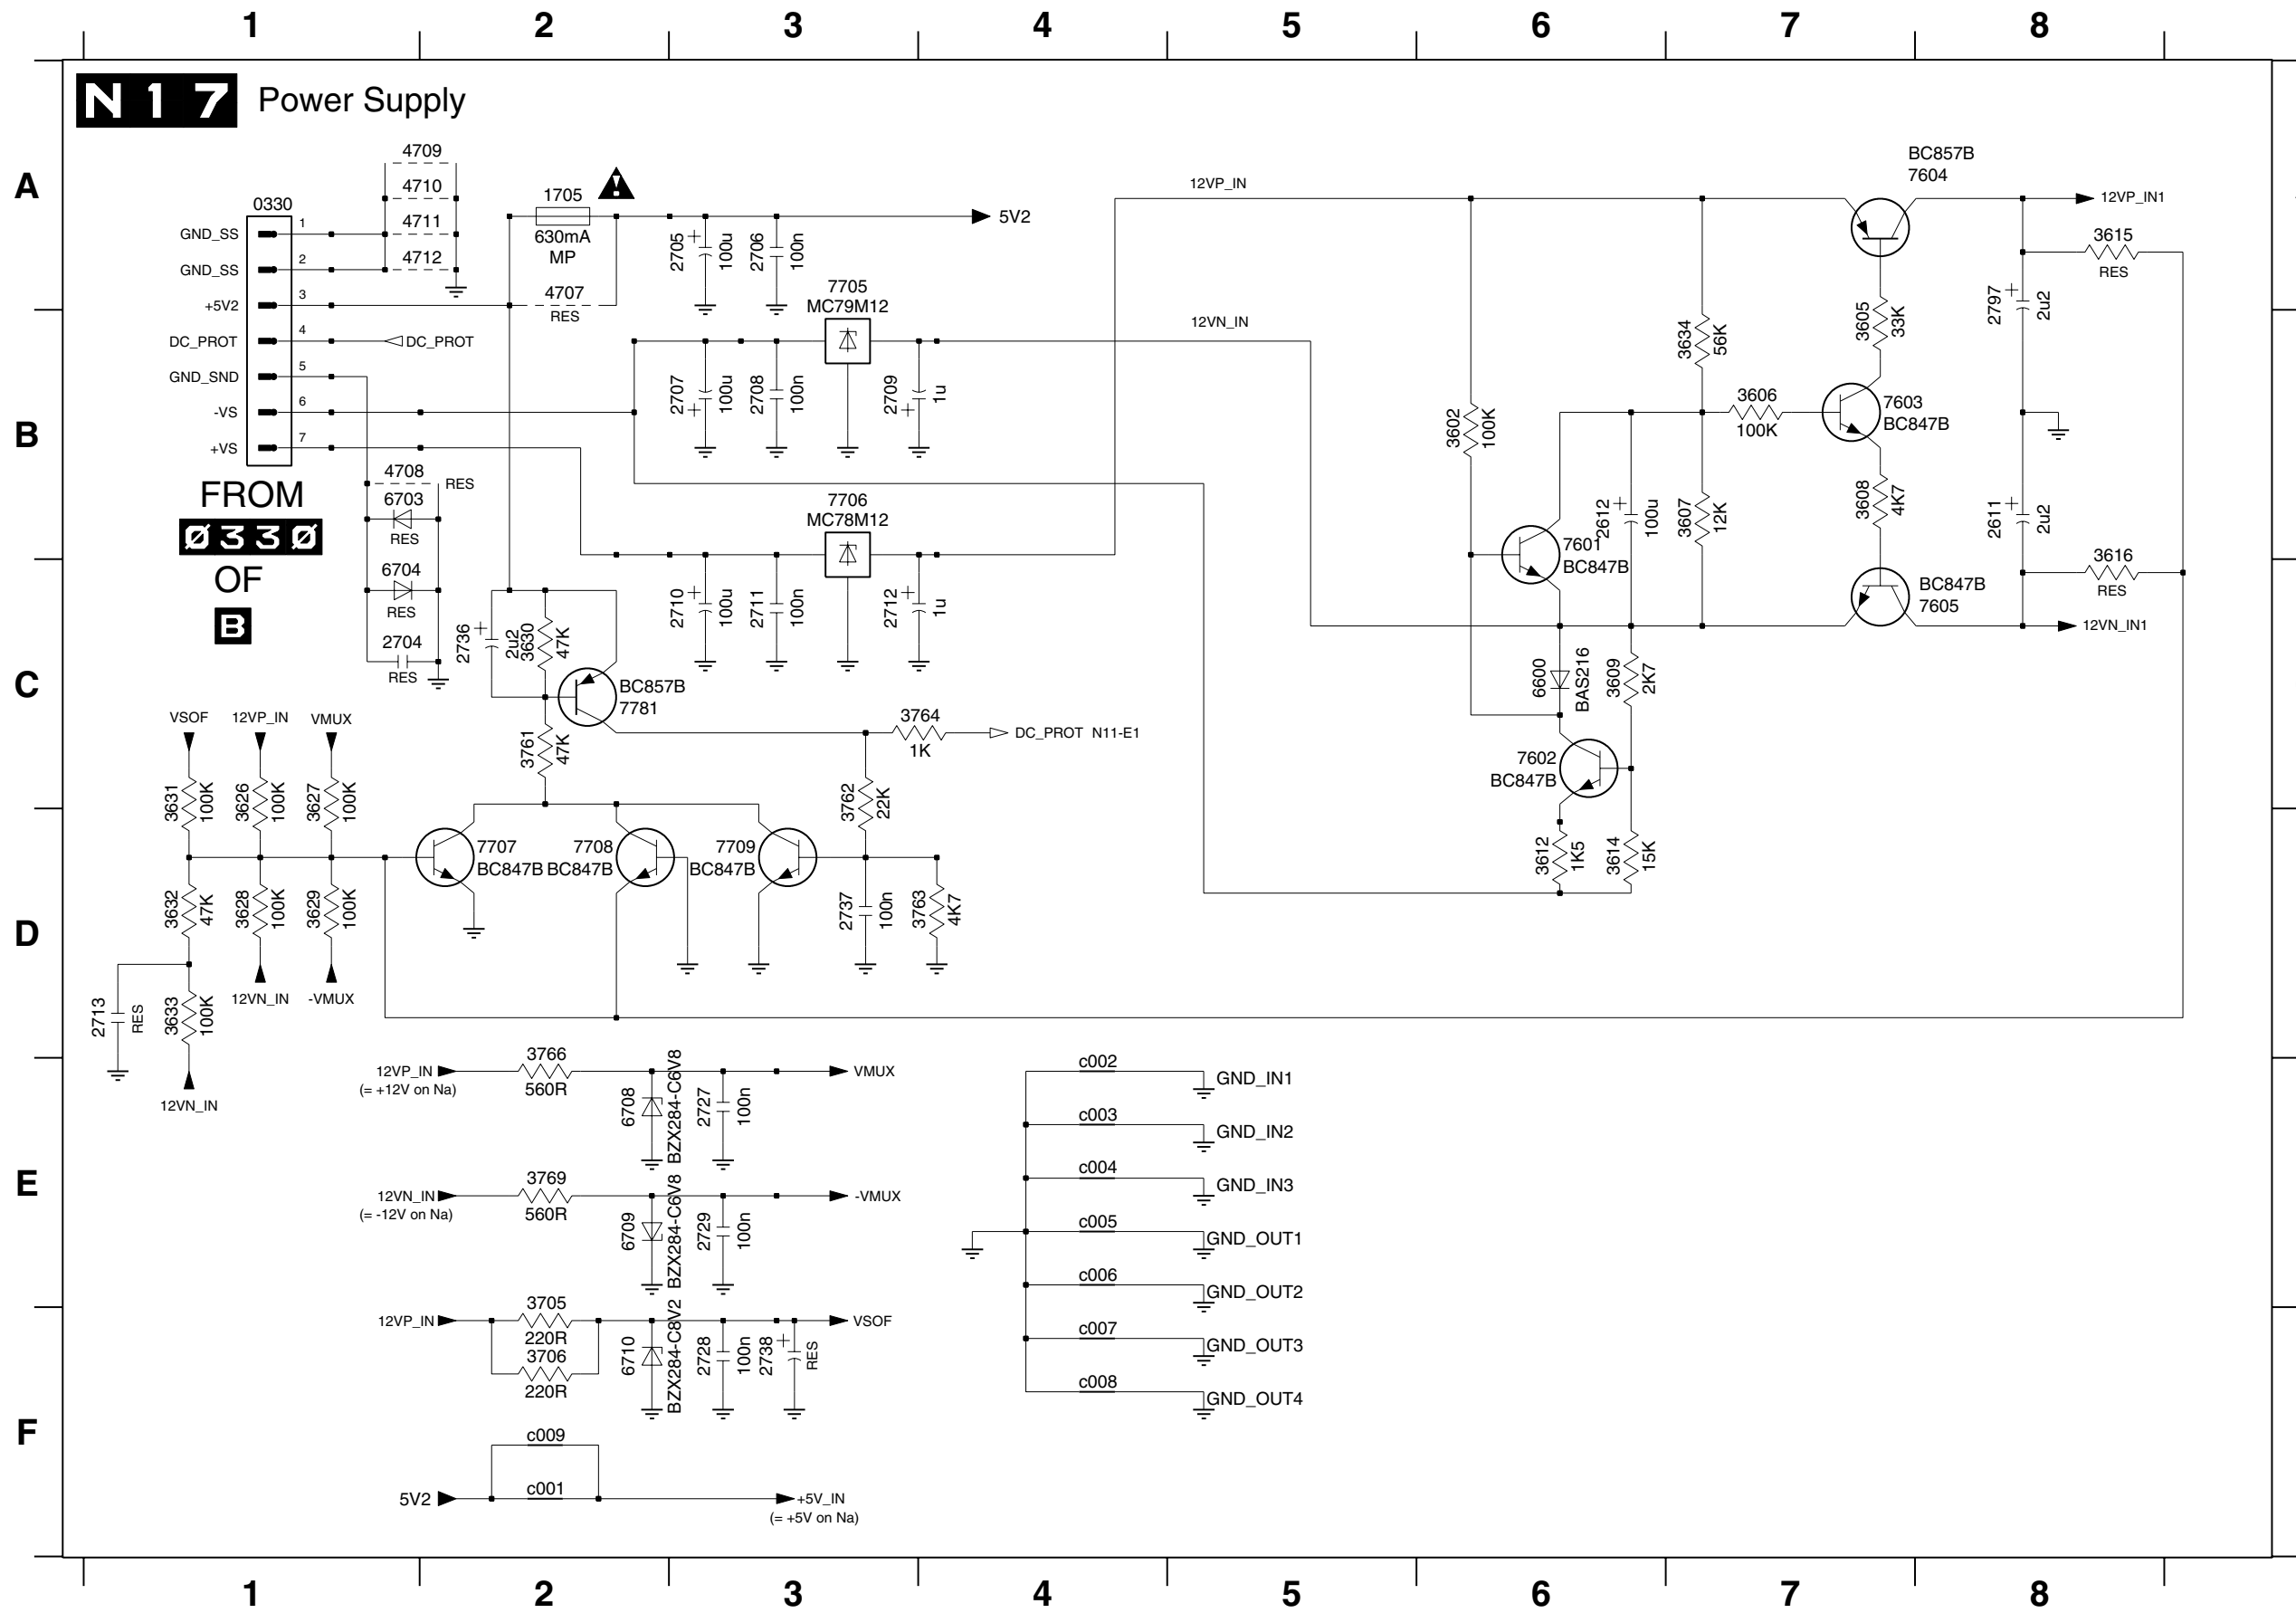 1 2 3 4 5 6 7 8
N 1 7 Power Supply
A
B
C
D
E
F
0330
GND_SS 1
GND_SS 2
+5V2 3
DC_PROT 4
GND_SND 5
-VS 6
+VS 7
FROM
0330
OF
B
4709
4710
4711
4712
1705
630mA
MP
4707
RES
DC_PROT
2705 100u
2706 100n
5V2
7705
MC79M12
2707 100u
2708 100n
2709 1u
7706
MC78M12
2710 100u
2711 100n
2712 1u
4708 RES
6703
RES
6704
RES
2704
RES
2736 2u2
3630 47K
BC857B
7781
3761 47K
3764
1K
DC_PROT N11-E1
3762 22K
VSOF 12VP_IN VMUX
3631 100K
3626 100K
3627 100K
3632 47K
3628 100K
3629 100K
12VN_IN -VMUX
2713 RES
3633 100K
12VN_IN
7707
BC847B
7708
BC847B
7709
BC847B
2737 100n
3763 4K7
12VP_IN
12VN_IN
3602 100K
3634 56K
3606
100K
3605 33K
7603
BC847B
3608 4K7
BC857B
7604
12VP_IN1
3615
RES
2797 2u2
2611 2u2
3616
RES
BC847B
7605
12VN_IN1
7601
BC847B
2612 100u
3607 12K
6600 BAS216
3609 2K7
7602
BC847B
3612 1K5
3614 15K
12VP_IN
(= +12V on Na)
3766
560R
6708 BZX284-C6V8
2727 100n
VMUX
12VN_IN
(= -12V on Na)
3769
560R
6709 BZX284-C6V8
2729 100n
-VMUX
12VP_IN
3705
220R
3706
220R
6710 BZX284-C8V2
2728 100n
2738 RES
VSOF
c009
5V2 c001 +5V_IN
(= +5V on Na)
c002 GND_IN1
c003 GND_IN2
c004 GND_IN3
c005 GND_OUT1
c006 GND_OUT2
c007 GND_OUT3
c008 GND_OUT4
1 2 3 4 5 6 7 8